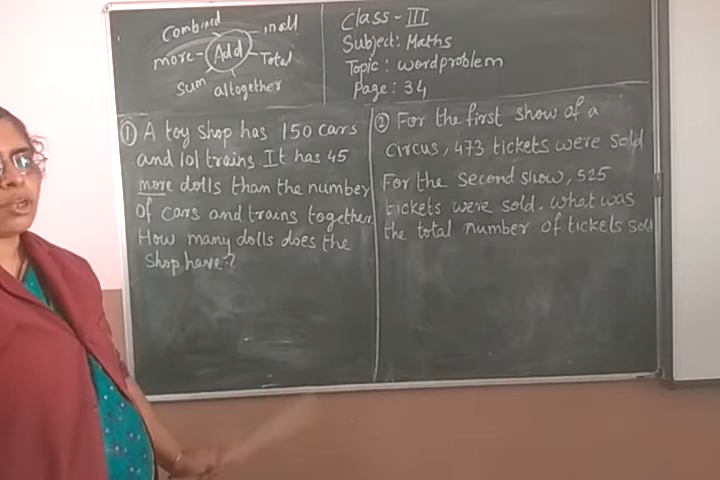 Combined
in all
more - Add - Total
Sum
altogether
Class - III
Subject: Maths
Topic: wordproblem
Page: 34
① A toy shop has 150 cars
and 101 trains It has 45
more dolls than the number
of cars and trains together.
How many dolls does the
shop have?
② For the first show of a
circus, 473 tickets were sold
For the second show, 525
tickets were sold. What was
the total number of tickets sold